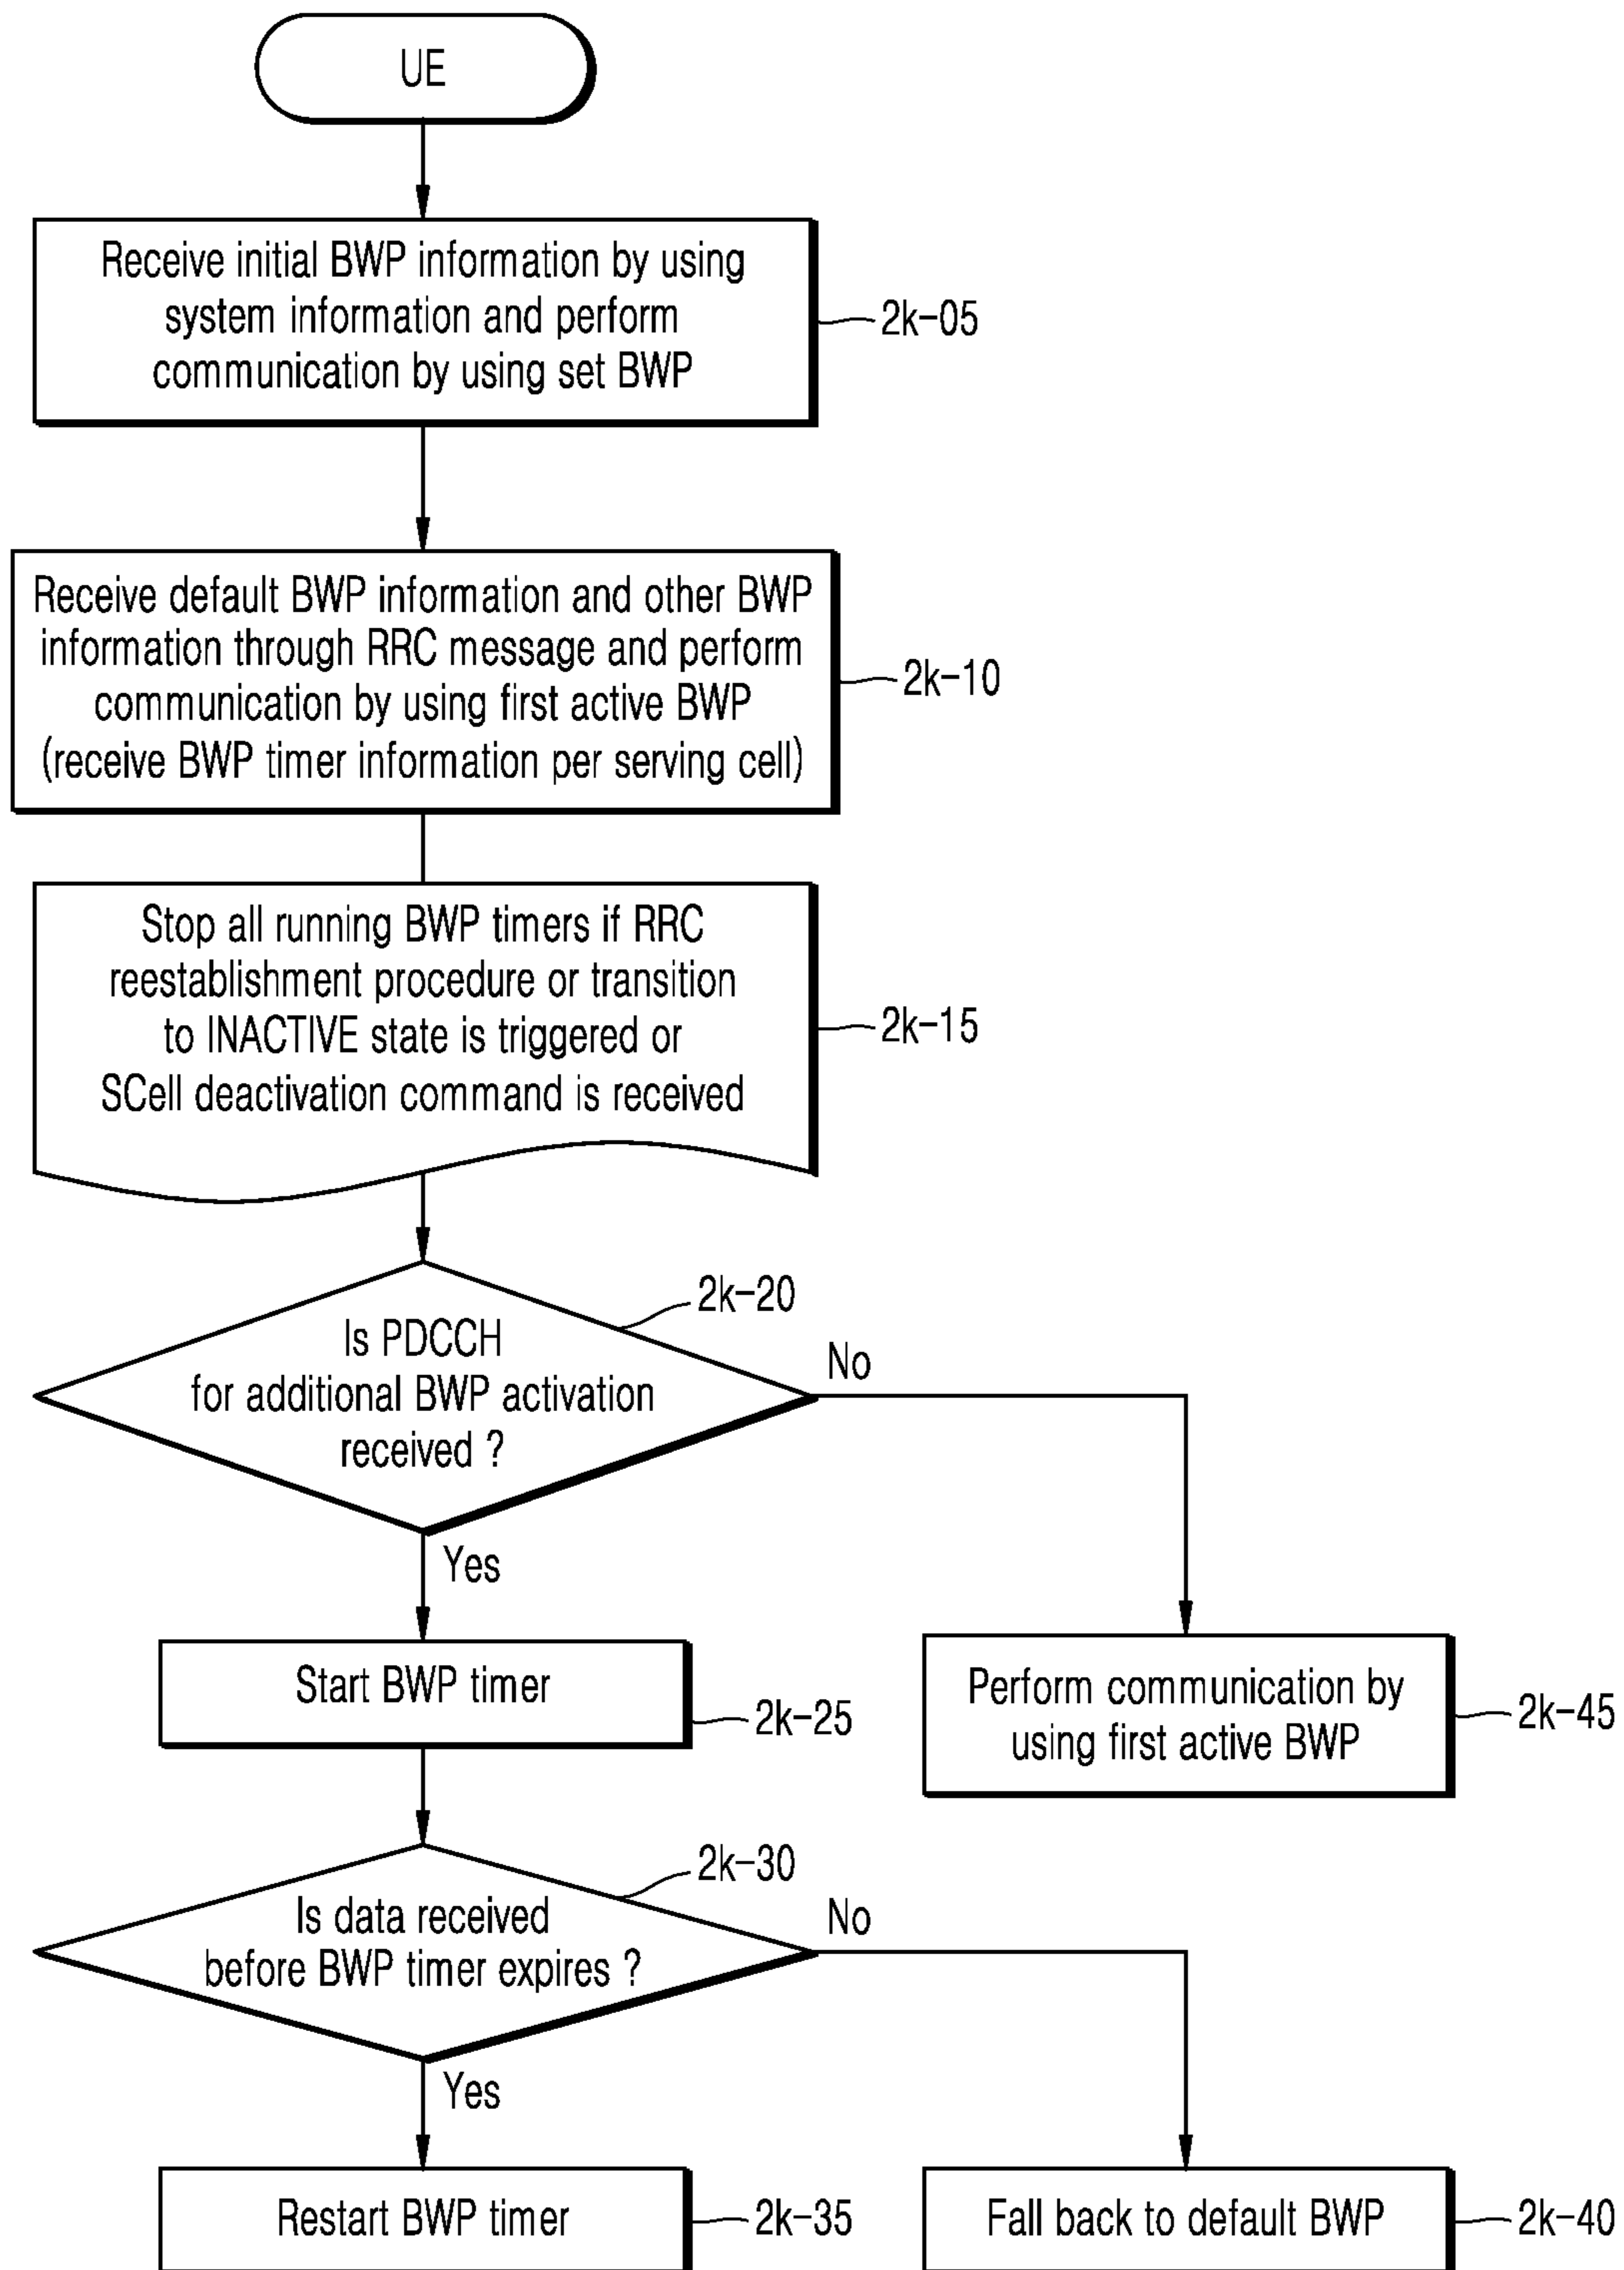 UE
Receive initial BWP information by using
system information and perform
communication by using set BWP
2k-05
Receive default BWP information and other BWP
information through RRC message and perform
communication by using first active BWP
(receive BWP timer information per serving cell)
2k-10
Stop all running BWP timers if RRC
reestablishment procedure or transition
to INACTIVE state is triggered or
SCell deactivation command is received
2k-15
2k-20
Is PDCCH
for additional BWP activation
received ?
No
Yes
Start BWP timer
2k-25
Perform communication by
using first active BWP
2k-45
2k-30
Is data received
before BWP timer expires ?
No
Yes
Restart BWP timer
2k-35
Fall back to default BWP
2k-40